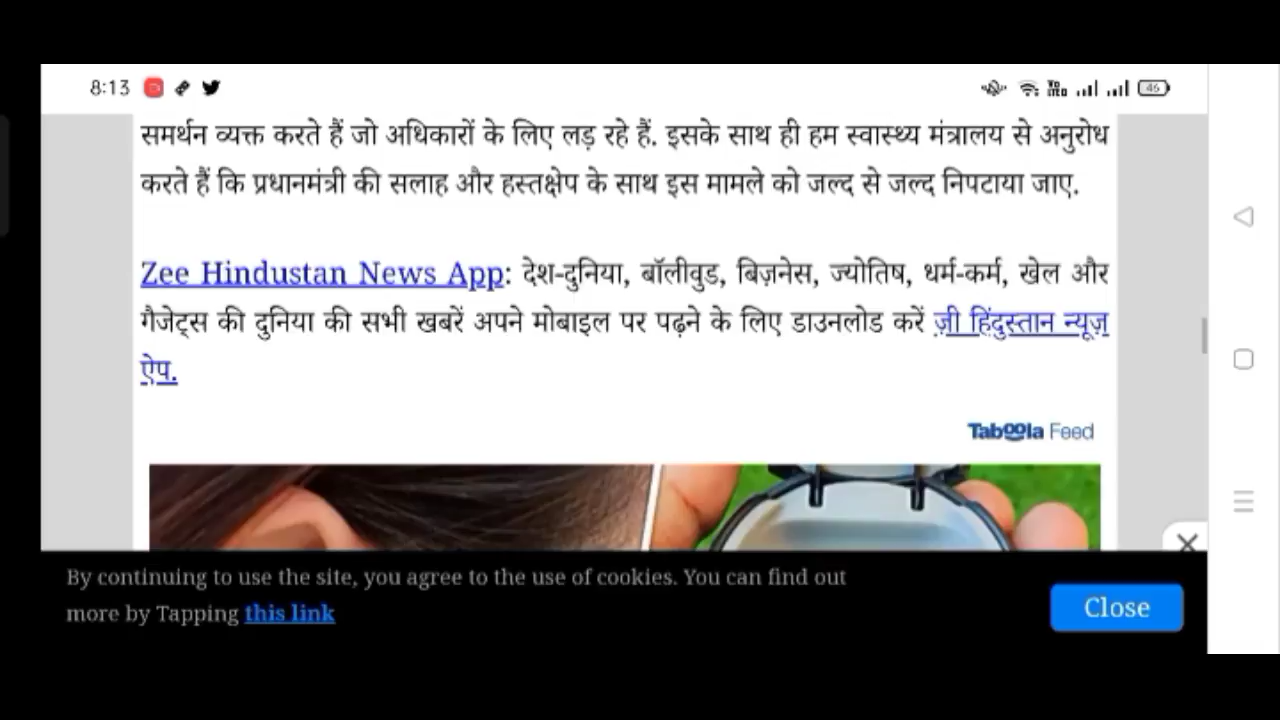 8:13
46
समर्थन व्यक्त करते हैं जो अधिकारों के लिए लड़ रहे हैं. इसके साथ ही हम स्वास्थ्य मंत्रालय से अनुरोध
करते हैं कि प्रधानमंत्री की सलाह और हस्तक्षेप के साथ इस मामले को जल्द से जल्द निपटाया जाए.
Zee Hindustan News App: देश-दुनिया, बॉलीवुड, बिज़नेस, ज्योतिष, धर्म-कर्म, खेल और
गैजेट्स की दुनिया की सभी खबरें अपने मोबाइल पर पढ़ने के लिए डाउनलोड करें ज़ी हिंदुस्तान न्यूज़
ऐप.
Taboola Feed
By continuing to use the site, you agree to the use of cookies. You can find out
more by Tapping this link
Close